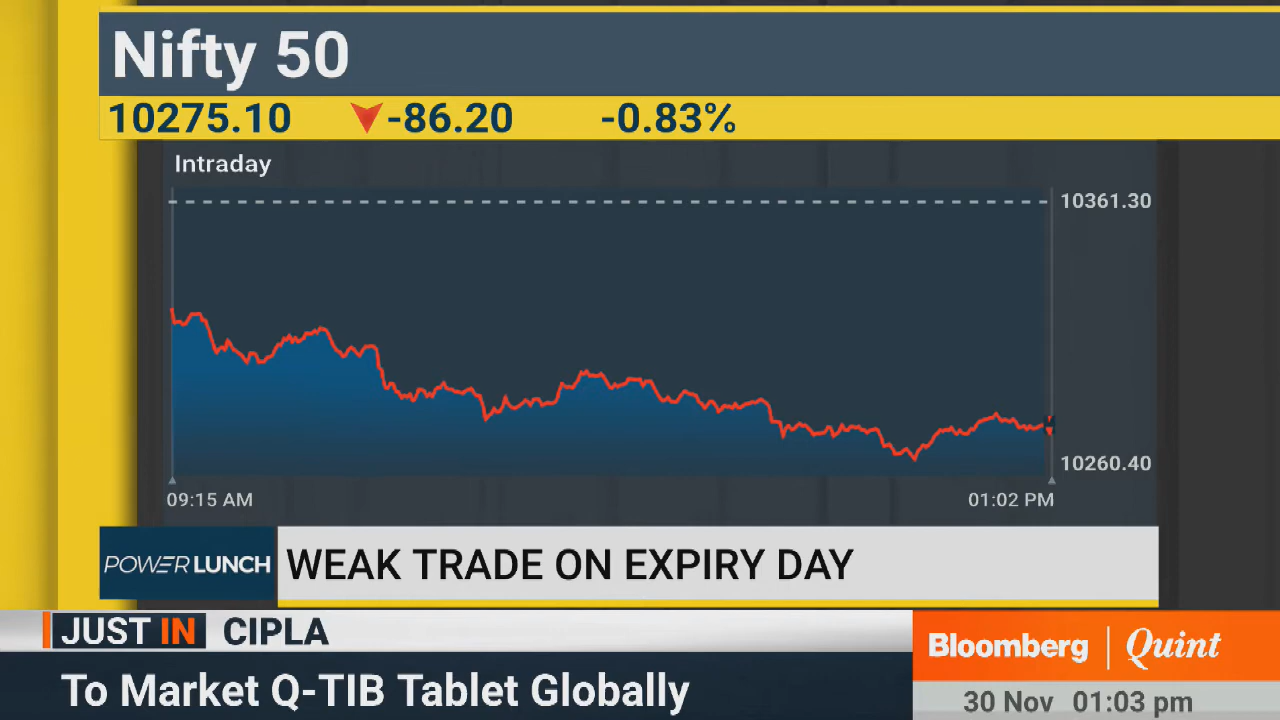 Nifty 50
10275.10 -86.20 -0.83%
Intraday
10361.30
10260.40
09:15 AM 01:02 PM
POWER LUNCH WEAK TRADE ON EXPIRY DAY
JUST IN CIPLA
To Market Q-TIB Tablet Globally
Bloomberg | Quint
30 Nov 01:03 pm